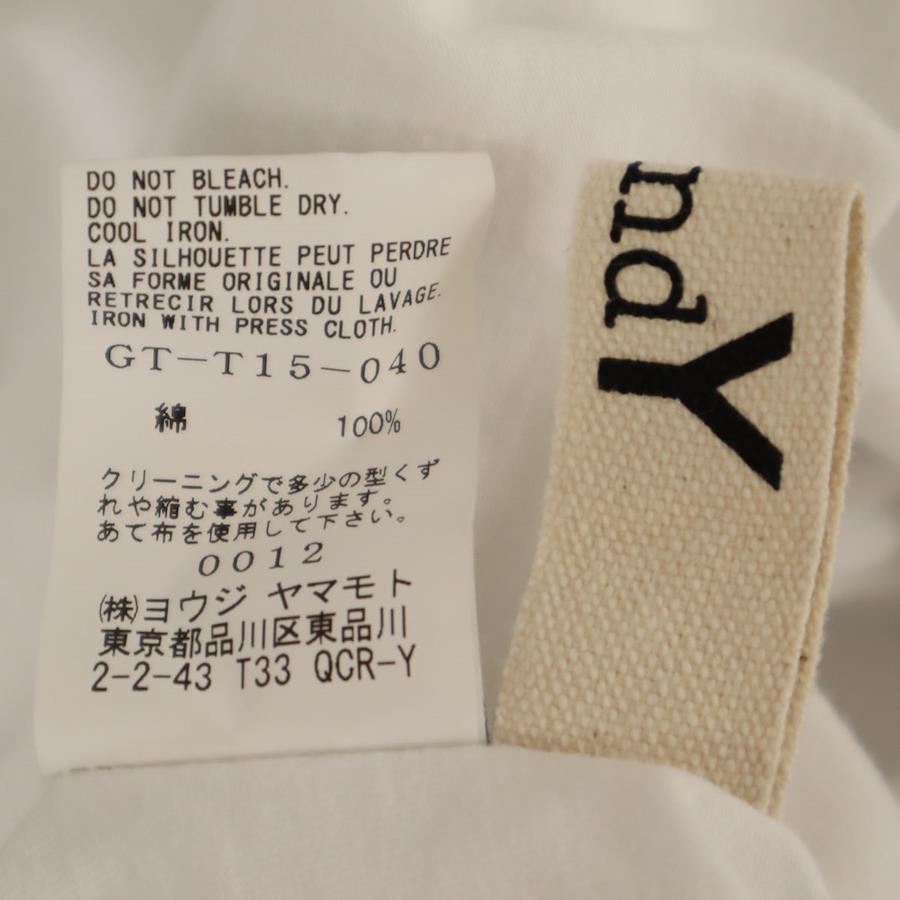 DO NOT BLEACH.
DO NOT TUMBLE DRY.
COOL IRON.
LA SILHOUETTE PEUT PERDRE
SA FORME ORIGINALE OU
RETRECIR LORS DU LAVAGE.
IRON WITH PRESS CLOTH.
GT-T15-040
綿 100%
クリーニングで多少の型くず
れや縮む事があります。
あて布を使用して下さい。
0012
㈱ヨウジ ヤマモト
東京都品川区東品川
2-2-43 T33 QCR-Y
ndY